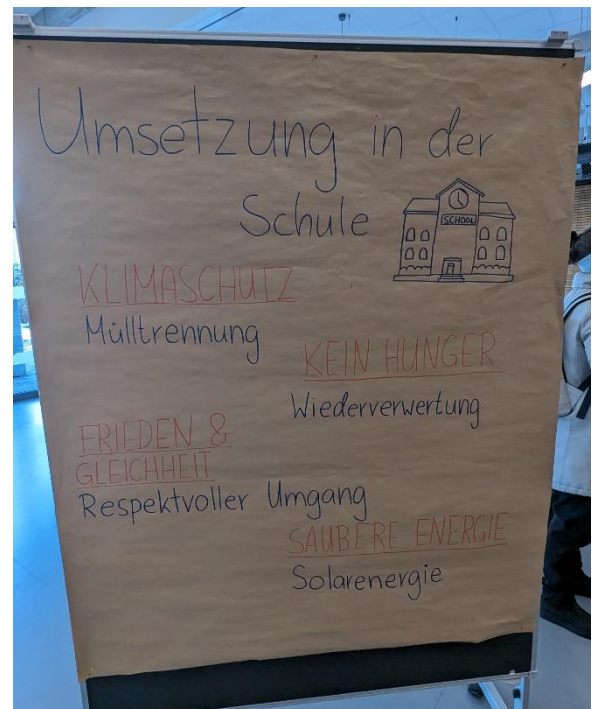 Umsetzung in der
Schule
SCHOOL
KLIMASCHUTZ
Mülltrennung
KEIN HUNGER
Wiederverwertung
FRIEDEN &
GLEICHHEIT
Respektvoller Umgang
SAUBERE ENERGIE
Solarenergie